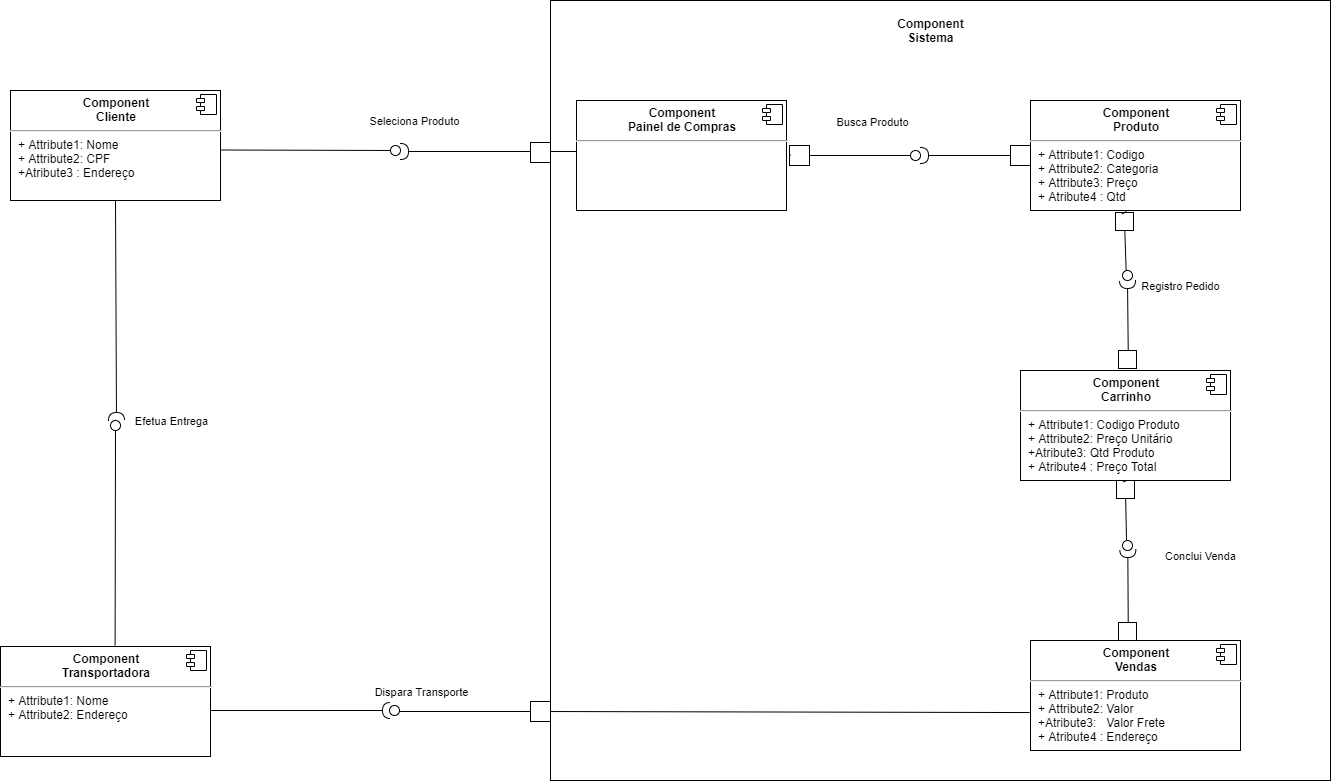 Component
Sistema
Component
Cliente
+ Attribute1: Nome
+ Attribute2: CPF
+Atribute3 : Endereço
Seleciona Produto
Component
Painel de Compras
Busca Produto
Component
Produto
+ Attribute1: Codigo
+ Attribute2: Categoria
+ Attribute3: Preço
+ Atribute4 : Qtd
Registro Pedido
Component
Carrinho
+ Attribute1: Codigo Produto
+ Attribute2: Preço Unitário
+Atribute3: Qtd Produto
+ Atribute4 : Preço Total
Efetua Entrega
Conclui Venda
Component
Transportadora
+ Attribute1: Nome
+ Attribute2: Endereço
Dispara Transporte
Component
Vendas
+ Attribute1: Produto
+ Attribute2: Valor
+Atribute3:   Valor Frete
+ Atribute4 : Endereço